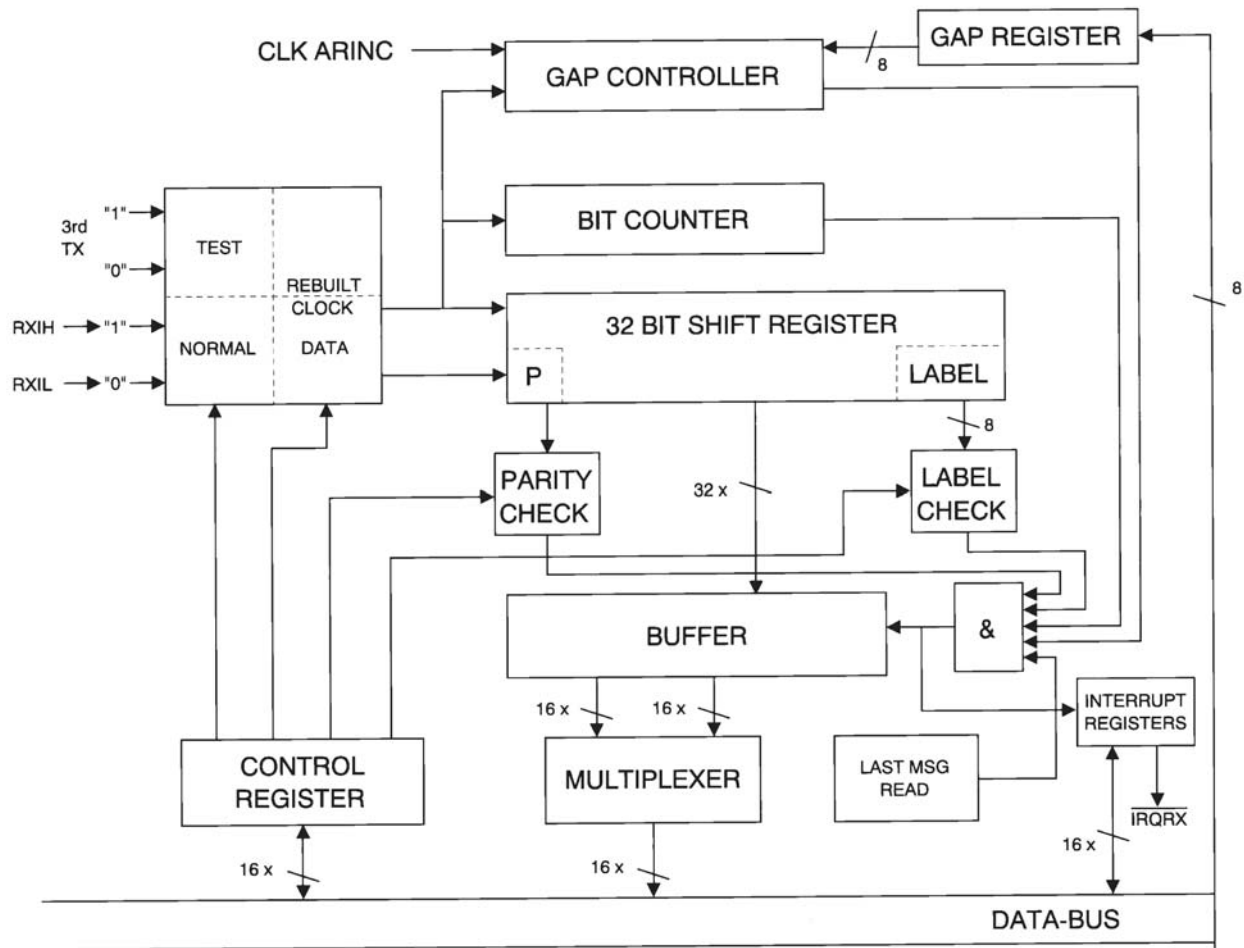 CLK ARINC
GAP CONTROLLER
8
GAP REGISTER
3rd
TX
"1"
"0"
TEST
REBUILT
CLOCK
BIT COUNTER
8
RXIH
"1"
RXIL
"0"
NORMAL
DATA
32 BIT SHIFT REGISTER
P
LABEL
8
PARITY
CHECK
32 x
LABEL
CHECK
BUFFER
&
16 x
16 x
INTERRUPT
REGISTERS
CONTROL
REGISTER
MULTIPLEXER
LAST MSG
READ
IRQRX
16 x
16 x
16 x
DATA-BUS